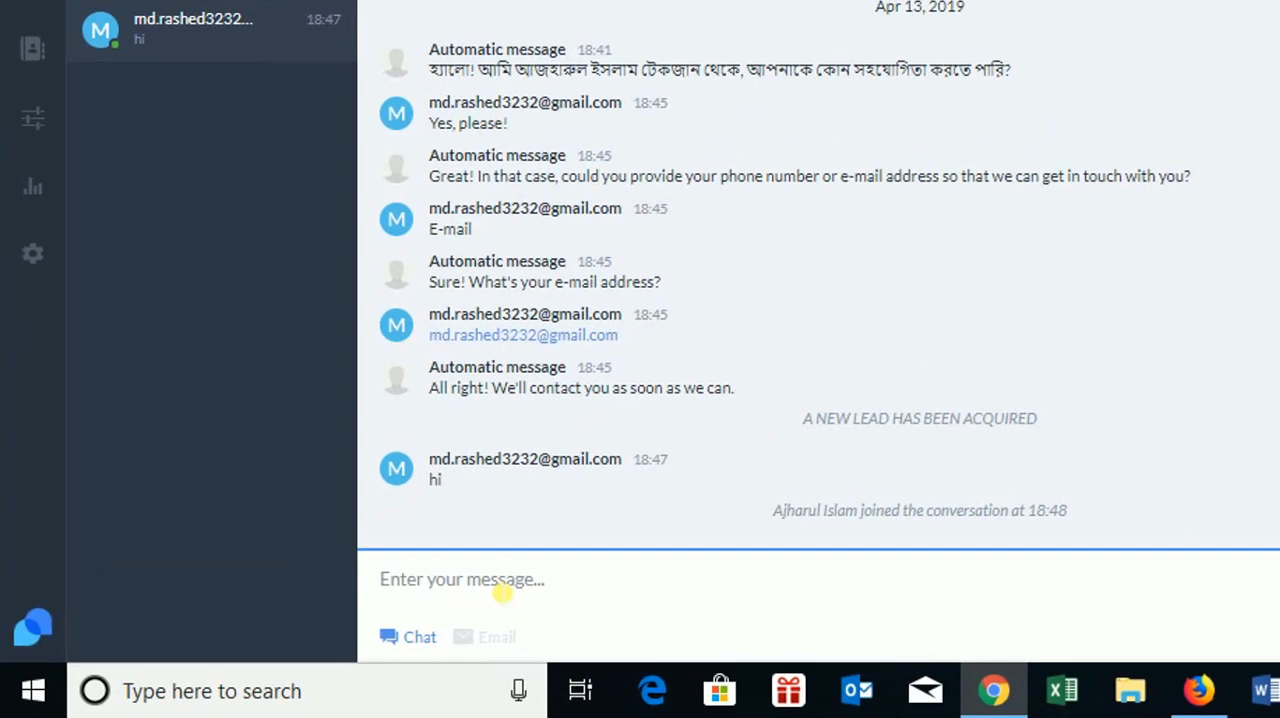 md.rashed3232... 18:47
hi
Apr 13, 2019
Automatic message 18:41
হ্যালো! আমি আজহারুল ইসলাম টেকজান থেকে, আপনাকে কোন সহযোগিতা করতে পারি?
md.rashed3232@gmail.com 18:45
Yes, please!
Automatic message 18:45
Great! In that case, could you provide your phone number or e-mail address so that we can get in touch with you?
md.rashed3232@gmail.com 18:45
E-mail
Automatic message 18:45
Sure! What's your e-mail address?
md.rashed3232@gmail.com 18:45
md.rashed3232@gmail.com
Automatic message 18:45
All right! We'll contact you as soon as we can.
A NEW LEAD HAS BEEN ACQUIRED
md.rashed3232@gmail.com 18:47
hi
Ajharul Islam joined the conversation at 18:48
Enter your message...
Chat Email
Type here to search